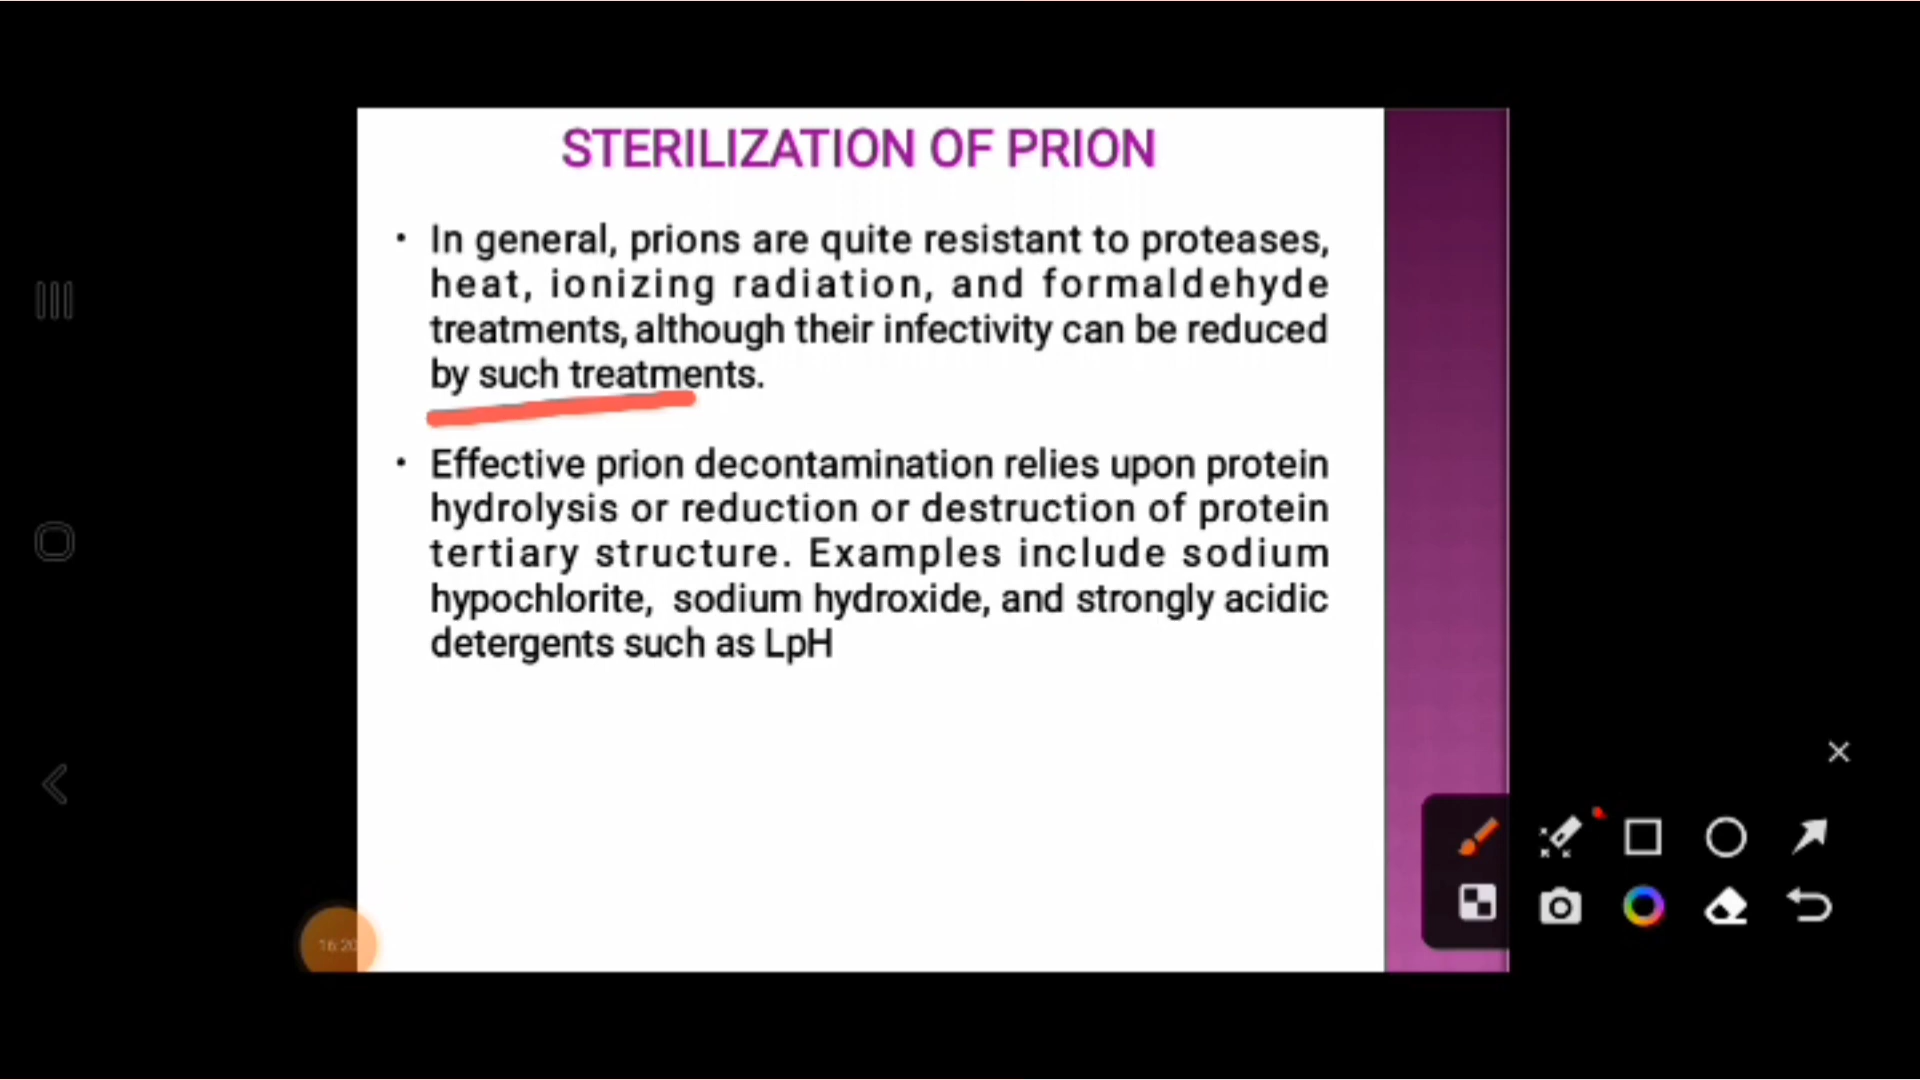 STERILIZATION OF PRION
• In general, prions are quite resistant to proteases,
heat, ionizing radiation, and formaldehyde
treatments, although their infectivity can be reduced
by such treatments.
• Effective prion decontamination relies upon protein
hydrolysis or reduction or destruction of protein
tertiary structure. Examples include sodium
hypochlorite, sodium hydroxide, and strongly acidic
detergents such as LpH
16:20